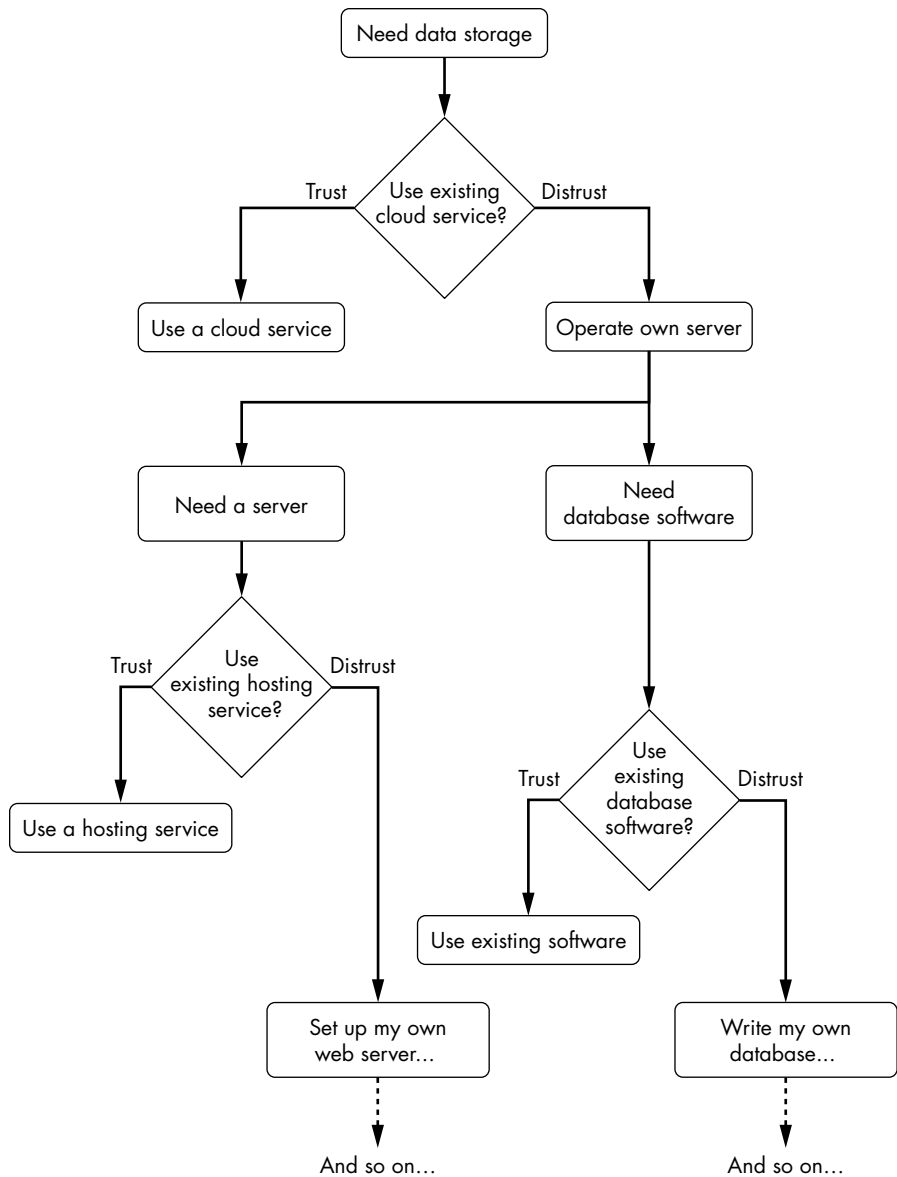 Need data storage
Use existing
cloud service?
Trust
Distrust
Use a cloud service
Operate own server
Need a server
Need
database software
Use
existing hosting
service?
Trust
Distrust
Use
existing
database
software?
Trust
Distrust
Use a hosting service
Use existing software
Set up my own
web server...
Write my own
database...
And so on...
And so on...